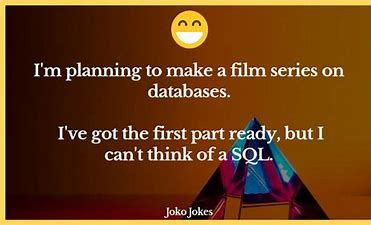 I'm planning to make a film series on
databases.
I've got the first part ready, but I
can't think of a SQL.
Joko Jokes